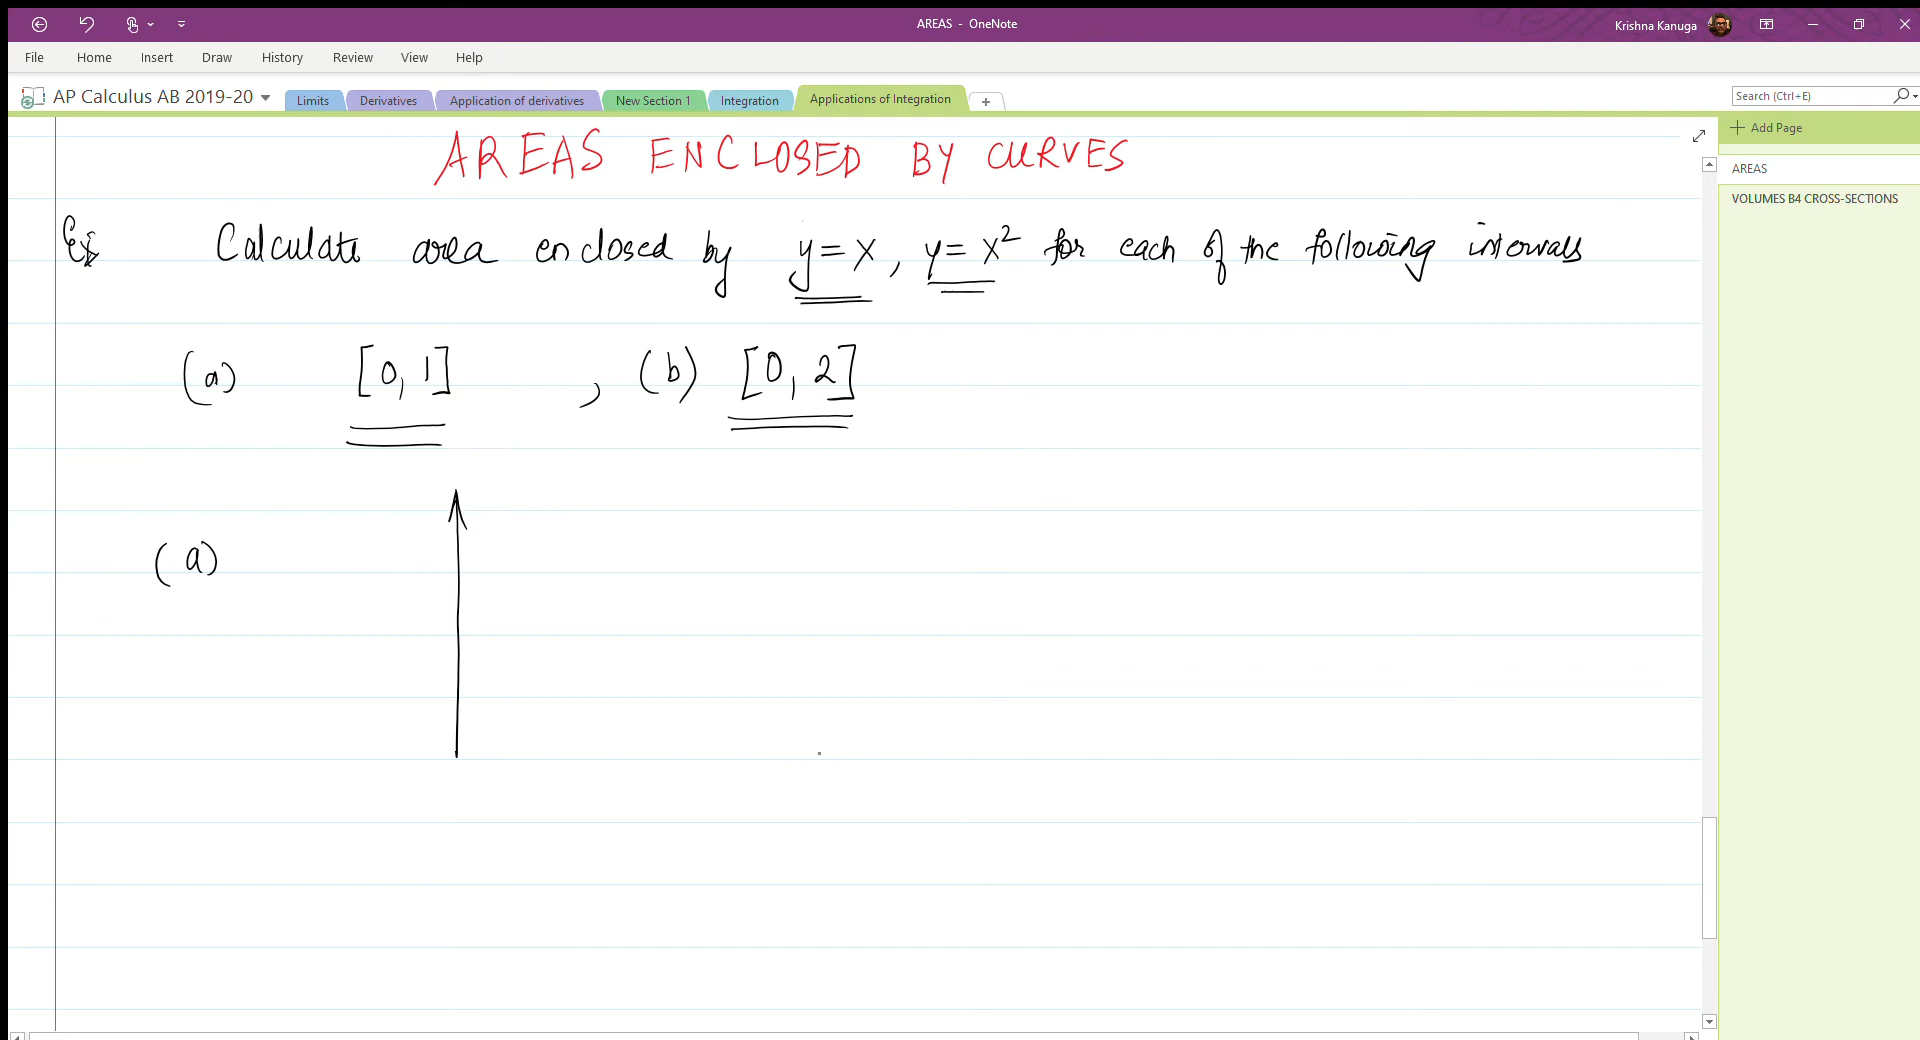 AREAS - OneNote
Krishna Kanuga
File Home Insert Draw History Review View Help
AP Calculus AB 2019-20 Limits Derivatives Application of derivatives New Section 1 Integration Applications of Integration +
Search (Ctrl+E)
Add Page
AREAS
VOLUMES B4 CROSS-SECTIONS
AREAS ENCLOSED BY CURVES
Ex Calculate area enclosed by y = x, y = x² for each of the following intervals
(a) [0, 1] , (b) [0, 2]
(a)